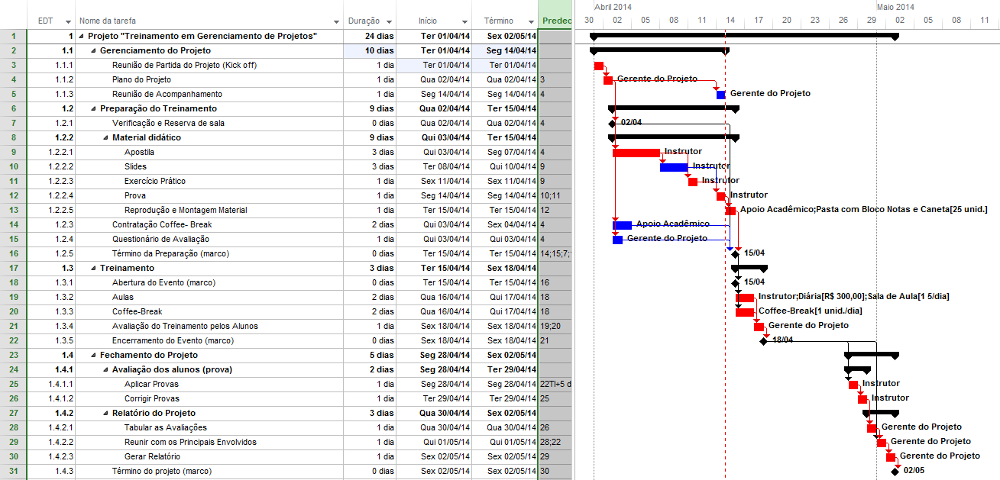 Abril 2014 Maio 2014
EDT Nome da tarefa Duração Início Término Predec 30 02 05 08 11 14 17 20 23 26 29 02 05 08 11
1 1 Projeto "Treinamento em Gerenciamento de Projetos" 24 dias Ter 01/04/14 Sex 02/05/14
2 1.1 Gerenciamento do Projeto 10 dias Ter 01/04/14 Seg 14/04/14
3 1.1.1 Reunião de Partida do Projeto (Kick off) 1 dia Ter 01/04/14 Ter 01/04/14
4 1.1.2 Plano do Projeto 1 dia Qua 02/04/14 Qua 02/04/14 3 Gerente do Projeto
5 1.1.3 Reunião de Acompanhamento 1 dia Seg 14/04/14 Seg 14/04/14 4 Gerente do Projeto
6 1.2 Preparação do Treinamento 9 dias Qua 02/04/14 Ter 15/04/14
7 1.2.1 Verificação e Reserva de sala 0 dias Qua 02/04/14 Qua 02/04/14 4 02/04
8 1.2.2 Material didático 9 dias Qui 03/04/14 Ter 15/04/14
9 1.2.2.1 Apostila 3 dias Qui 03/04/14 Seg 07/04/14 4 Instrutor
10 1.2.2.2 Slides 3 dias Ter 08/04/14 Qui 10/04/14 9 Instrutor
11 1.2.2.3 Exercício Prático 1 dia Sex 11/04/14 Sex 11/04/14 9 Instrutor
12 1.2.2.4 Prova 1 dia Seg 14/04/14 Seg 14/04/14 10;11 Instrutor
13 1.2.2.5 Reprodução e Montagem Material 1 dia Ter 15/04/14 Ter 15/04/14 12 Apoio Acadêmico;Pasta com Bloco Notas e Caneta[25 unid.]
14 1.2.3 Contratação Coffee- Break 2 dias Qui 03/04/14 Sex 04/04/14 4 Apoio Acadêmico
15 1.2.4 Questionário de Avaliação 1 dia Qui 03/04/14 Qui 03/04/14 4 Gerente do Projeto
16 1.2.5 Término da Preparação (marco) 0 dias Ter 15/04/14 Ter 15/04/14 14;15;7; 15/04
17 1.3 Treinamento 3 dias Ter 15/04/14 Sex 18/04/14
18 1.3.1 Abertura do Evento (marco) 0 dias Ter 15/04/14 Ter 15/04/14 16 15/04
19 1.3.2 Aulas 2 dias Qua 16/04/14 Qui 17/04/14 18 Instrutor;Diária[R$ 300,00];Sala de Aula[1 5/dia]
20 1.3.3 Coffee-Break 2 dias Qua 16/04/14 Qui 17/04/14 18 Coffee-Break[1 unid./dia]
21 1.3.4 Avaliação do Treinamento pelos Alunos 1 dia Sex 18/04/14 Sex 18/04/14 19;20 Gerente do Projeto
22 1.3.5 Encerramento do Evento (marco) 0 dias Sex 18/04/14 Sex 18/04/14 21 18/04
23 1.4 Fechamento do Projeto 5 dias Seg 28/04/14 Sex 02/05/14
24 1.4.1 Avaliação dos alunos (prova) 2 dias Seg 28/04/14 Ter 29/04/14
25 1.4.1.1 Aplicar Provas 1 dia Seg 28/04/14 Seg 28/04/14 22TI+5 d Instrutor
26 1.4.1.2 Corrigir Provas 1 dia Ter 29/04/14 Ter 29/04/14 25 Instrutor
27 1.4.2 Relatório do Projeto 3 dias Qua 30/04/14 Sex 02/05/14
28 1.4.2.1 Tabular as Avaliações 1 dia Qua 30/04/14 Qua 30/04/14 26 Gerente do Projeto
29 1.4.2.2 Reunir com os Principais Envolvidos 1 dia Qui 01/05/14 Qui 01/05/14 28;22 Gerente do Projeto
30 1.4.2.3 Gerar Relatório 1 dia Sex 02/05/14 Sex 02/05/14 29 Gerente do Projeto
31 1.4.3 Término do projeto (marco) 0 dias Sex 02/05/14 Sex 02/05/14 30 02/05